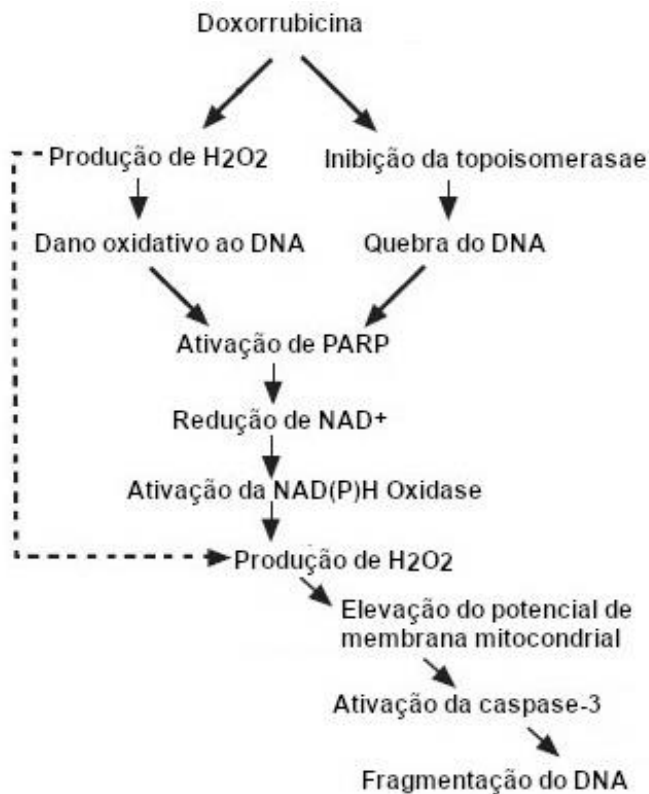 Doxorrubicina
Produção de H2O2
Inibição da topoisomerasae
Dano oxidativo ao DNA
Quebra do DNA
Ativação de PARP
Redução de NAD+
Ativação da NAD(P)H Oxidase
Produção de H2O2
Elevação do potencial de
membrana mitocondrial
Ativação da caspase-3
Fragmentação do DNA